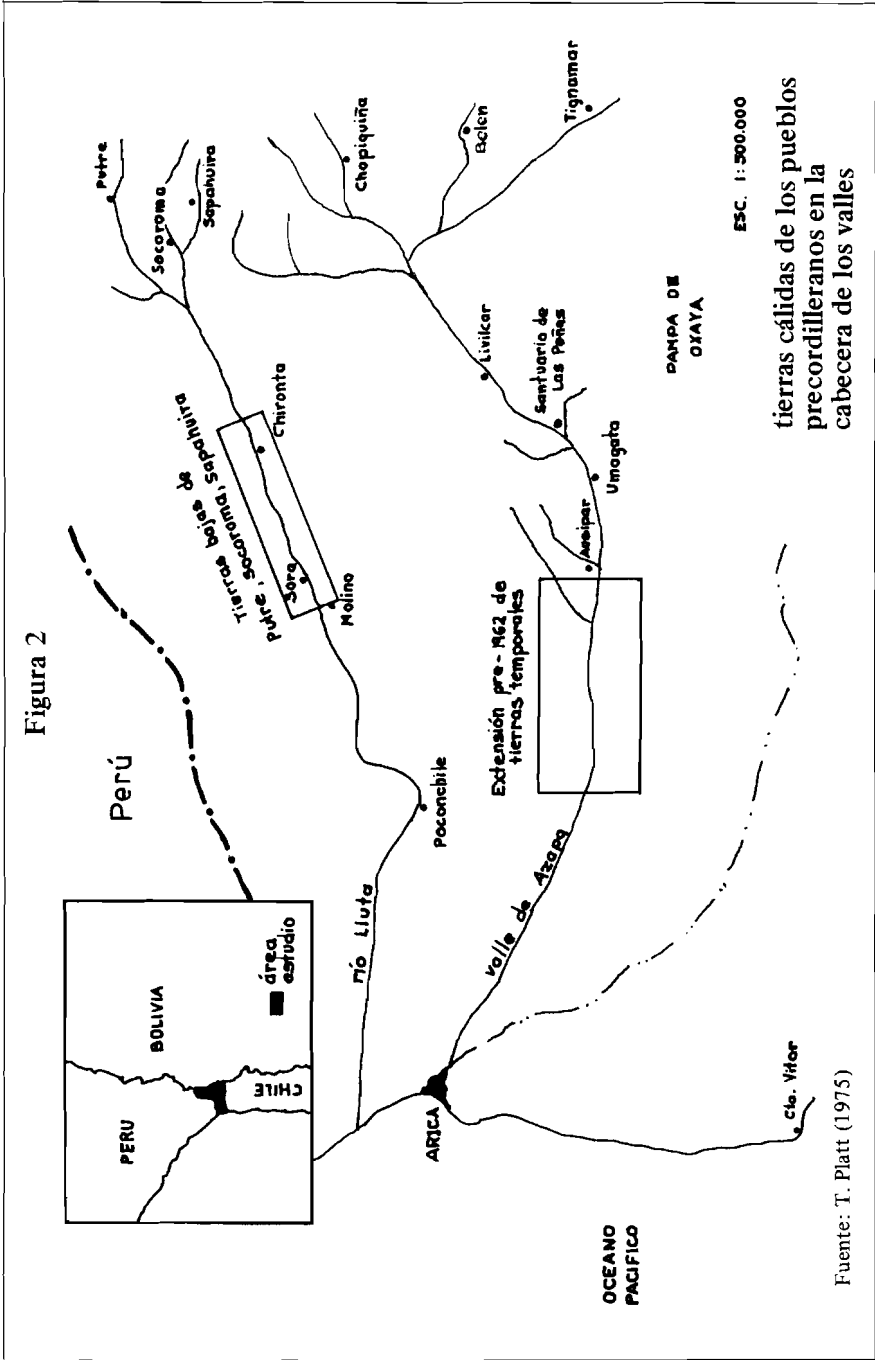 Figura 2
Perú
PERU
BOLIVIA
CHILE
área
estudio
Putre
Socoroma
Sapahuira
Chapiquiña
Belen
Tignamar
Tierras bajas de
Putre, Socoroma, Sapahuira
Chironta
Sora
Molino
Poconchile
río Lluta
Livilcar
Santuario de
Las Peñas
Umagata
Ausipar
Extensión pre-1962 de
tierras temporales
Valle de Azapa
ARICA
PAMPA DE
OXAYA
ESC. 1:500.000
Cta. Vitor
OCEANO
PACIFICO
tierras cálidas de los pueblos
precordilleranos en la
cabecera de los valles
Fuente: T. Platt (1975)